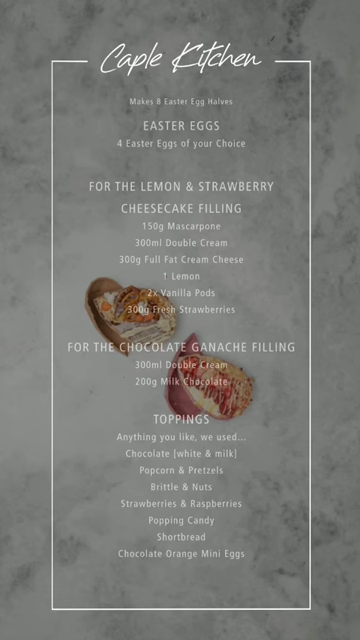 Caple Kitchen
Makes 8 Easter Egg Halves
EASTER EGGS
4 Easter Eggs of your Choice
FOR THE LEMON & STRAWBERRY
CHEESECAKE FILLING
150g Mascarpone
300ml Double Cream
300g Full Fat Cream Cheese
1 Lemon
2x Vanilla Pods
300g Fresh Strawberries
FOR THE CHOCOLATE GANACHE FILLING
300ml Double Cream
200g Milk Chocolate
TOPPINGS
Anything you like, we used...
Chocolate [white & milk]
Popcorn & Pretzels
Brittle & Nuts
Strawberries & Raspberries
Popping Candy
Shortbread
Chocolate Orange Mini Eggs